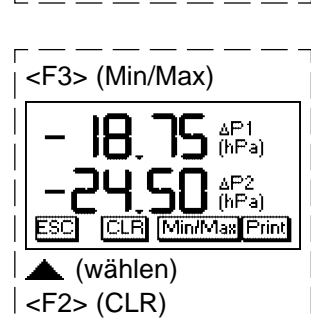 <F3> (Min/Max)
- 18.75 ΔP1 (hPa)
-24.50 ΔP2 (hPa)
ESC CLR Min/Max Print
▲ (wählen)
<F2> (CLR)